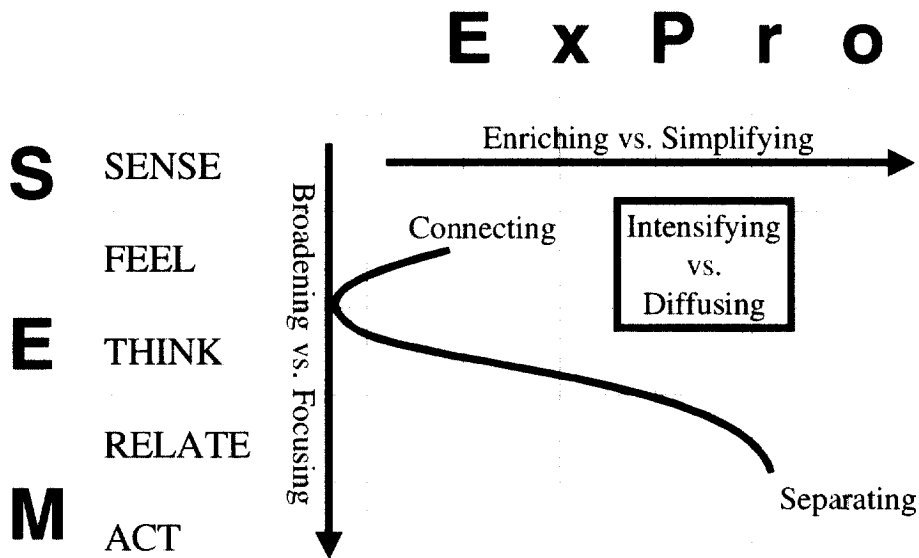 E x P r o
Enriching vs. Simplifying
S
E
M
SENSE
FEEL
THINK
RELATE
ACT
Broadening vs. Focusing
Connecting
Intensifying
vs.
Diffusing
Separating